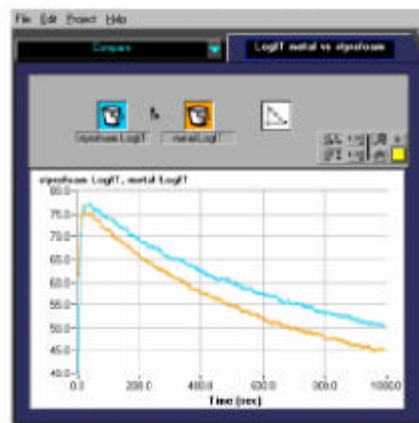 File Edit Project Help
Compare
LogIT metal vs styrofoam
styrofoam LogIT
metal LogIT
styrofoam LogIT, metal LogIT
80.0
75.0
70.0
65.0
60.0
55.0
50.0
45.0
40.0
0.0 200.0 400.0 600.0 800.0 1000.0
Time (sec)